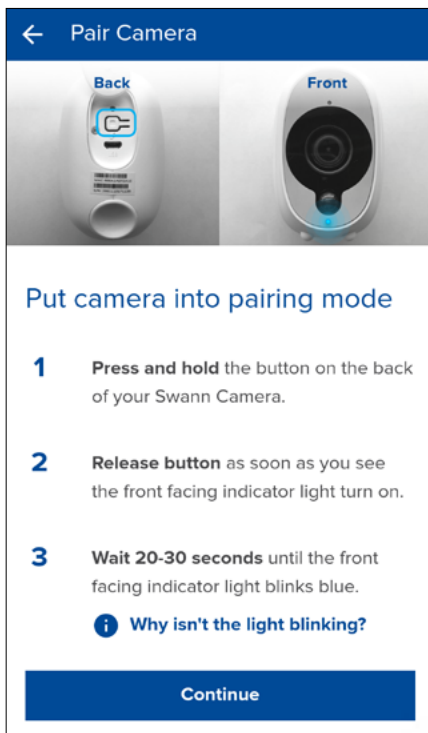 Pair Camera
Back
Front
Put camera into pairing mode
1
Press and hold the button on the back
of your Swann Camera.
2
Release button as soon as you see
the front facing indicator light turn on.
3
Wait 20-30 seconds until the front
facing indicator light blinks blue.
Why isn't the light blinking?
Continue